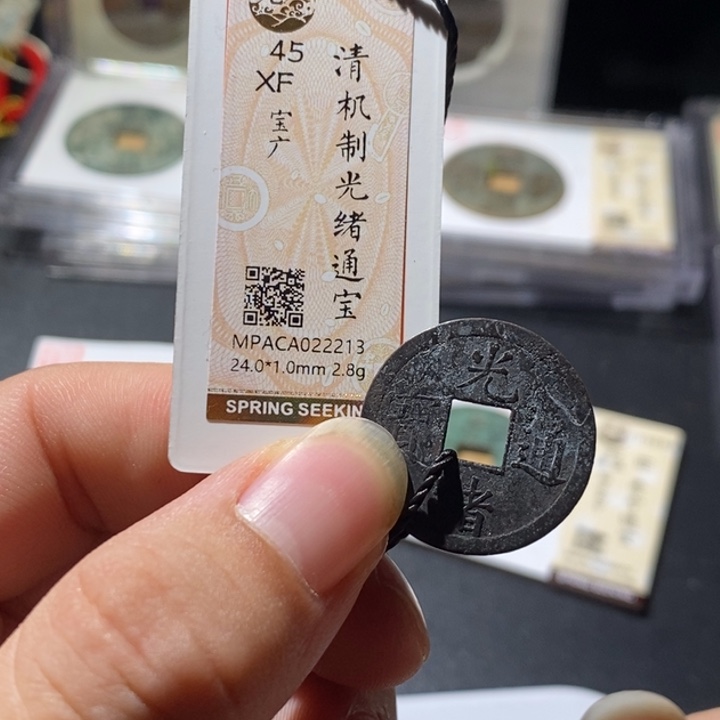 45
XF
宝广
清机制光绪通宝
MPACA022213
24.0*1.0mm 2.8g
SPRING SEEKIN
光
通
绪